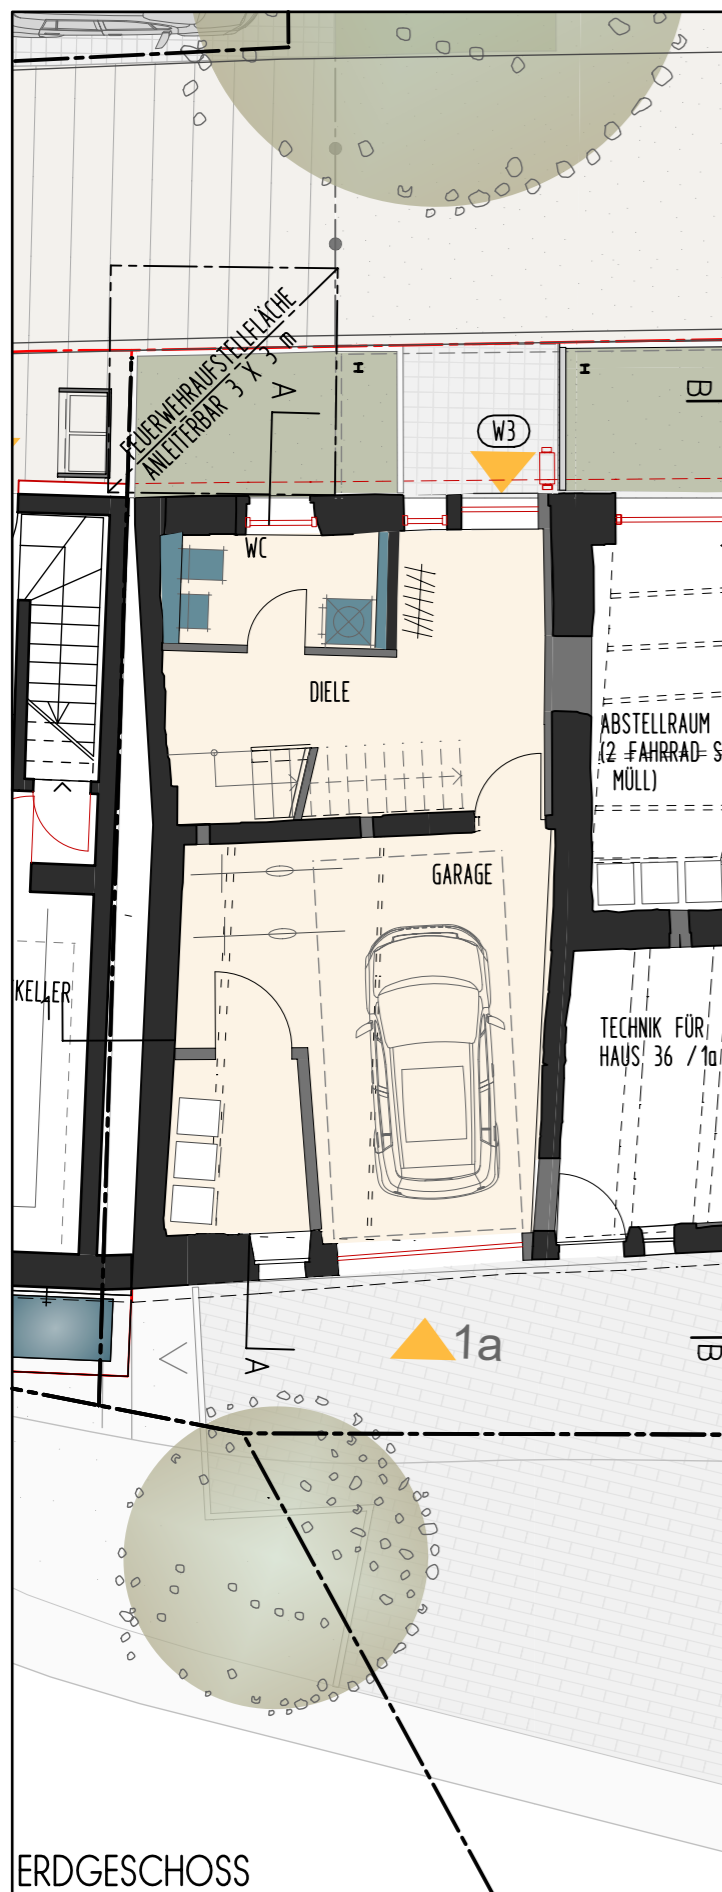 FEUERWEHRAUFSTELLFLÄCHE
ANLEITERBAR 3 X 3 m
A
H
H
B
W3
WC
DIELE
ABSTELLRAUM
(2 FAHRRAD S
MÜLL)
GARAGE
KELLER
1
TECHNIK FÜR
HAUS 36 /1a
1a
A
B
ERDGESCHOSS